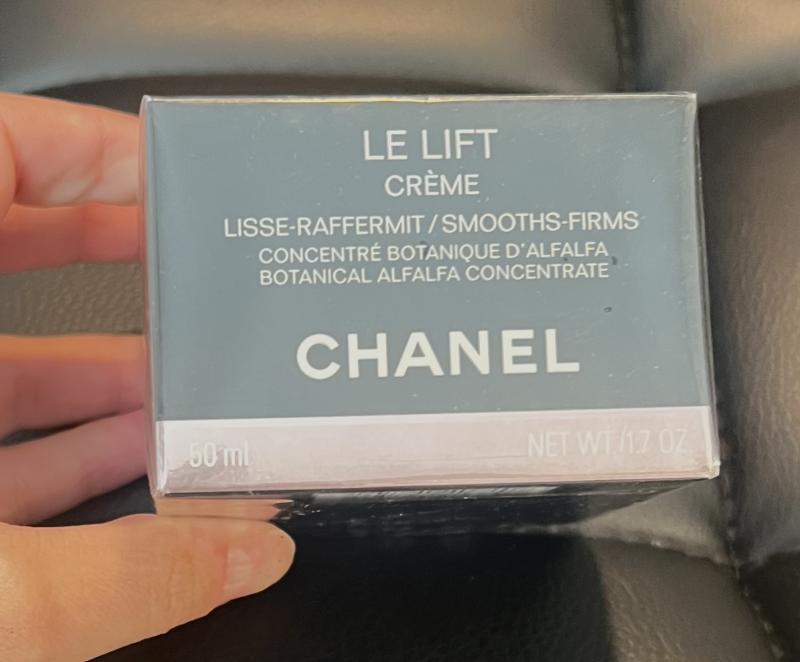 LE LIFT
CRÈME
LISSE-RAFFERMIT / SMOOTHS-FIRMS
CONCENTRÉ BOTANIQUE D'ALFALFA
BOTANICAL ALFALFA CONCENTRATE
CHANEL
50 ml NET WT /1.7 OZ